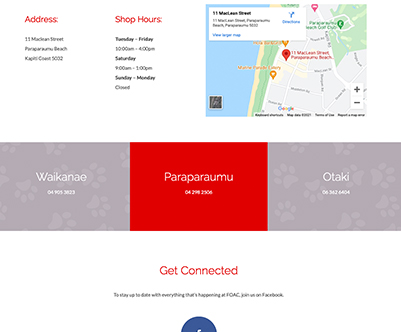 Address:
11 Maclean Street
Paraparaumu Beach
Kapiti Coast 5032
Shop Hours:
Tuesday – Friday
10:00am – 4:00pm
Saturday
9:00am – 1:00pm
Sunday – Monday
Closed
11 MacLean Street
11 MacLean Street, Paraparaumu
Beach, Paraparaumu 5032
Directions
View larger map
Paraparaumu
Beach Golf Club
11 MacLean Street,
Paraparaumu Beach...
Google
Keyboard shortcuts Map data ©2021 Terms of Use Report a map error
Waikanae
04 905 3823
Paraparaumu
04 298 2506
Otaki
06 362 6404
Get Connected
To stay up to date with everything that's happening at FOAC, join us on Facebook.